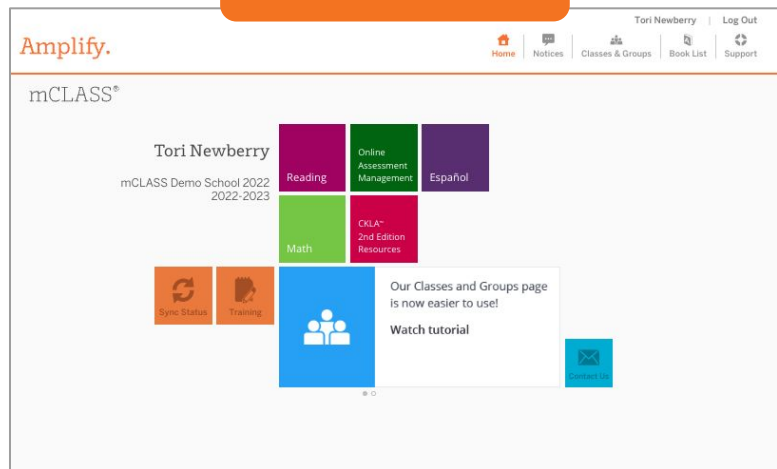 Tori Newberry | Log Out
Amplify.
Home
Notices
Classes & Groups
Book List
Support
mCLASS®
Tori Newberry
mCLASS Demo School 2022
2022-2023
Reading
Online
Assessment
Management
Español
Math
CKLA™
2nd Edition
Resources
Sync Status
Training
Our Classes and Groups page
is now easier to use!
Watch tutorial
Contact Us